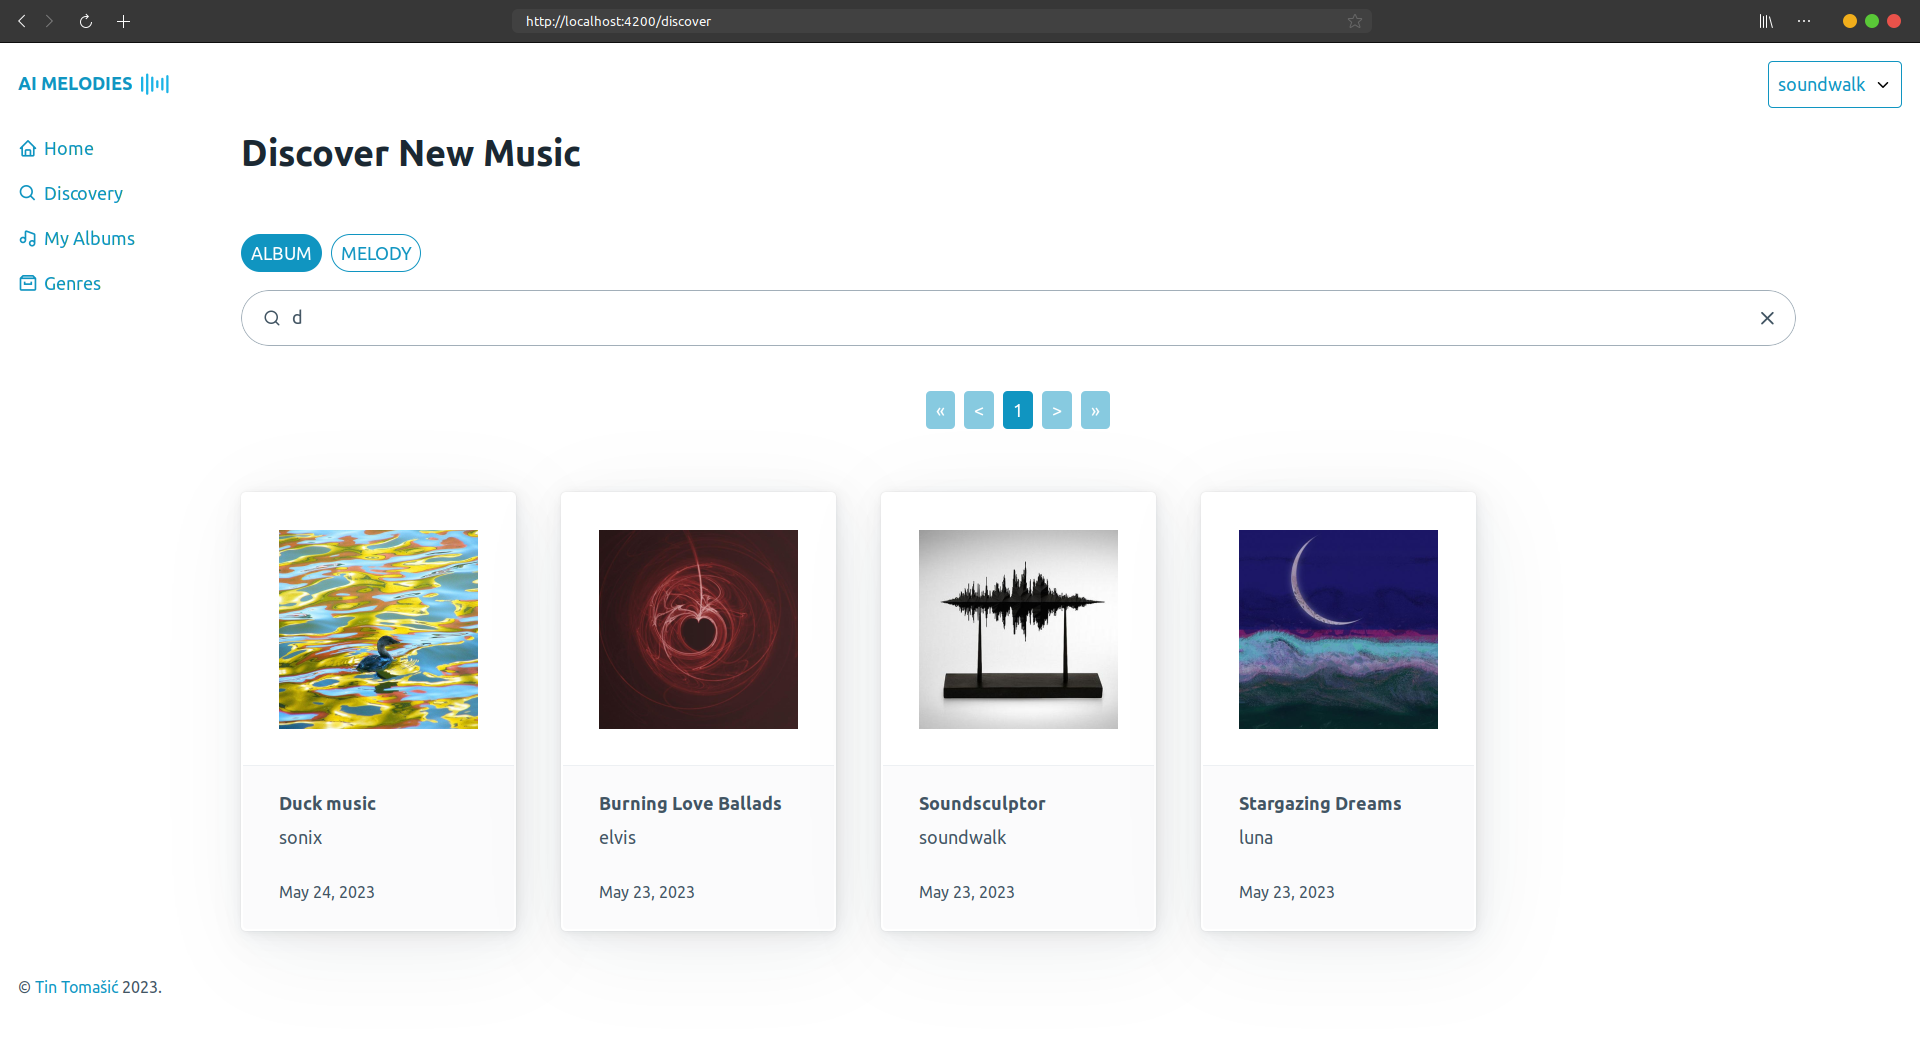 http://localhost:4200/discover
AI MELODIES
soundwalk
Home
Discovery
My Albums
Genres
Discover New Music
ALBUM MELODY
d
« < 1 > »
Duck music
sonix
May 24, 2023
Burning Love Ballads
elvis
May 23, 2023
Soundsculptor
soundwalk
May 23, 2023
Stargazing Dreams
luna
May 23, 2023
© Tin Tomašić 2023.